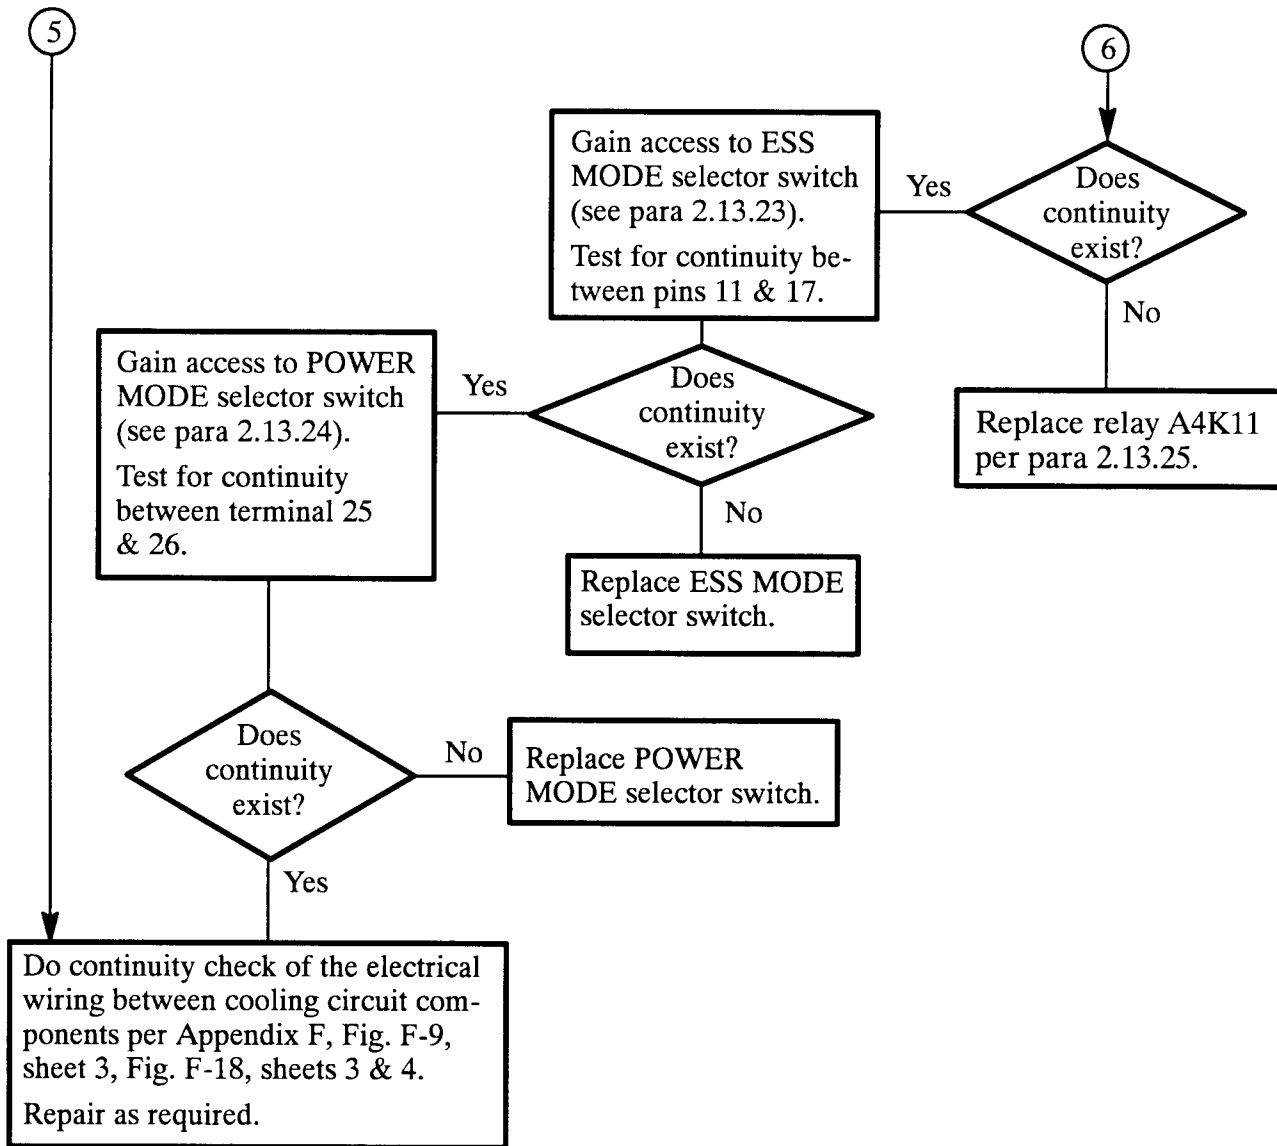 5
6
Does
continuity
exist?
Yes
No
Gain access to ESS
MODE selector switch
(see para 2.13.23).
Test for continuity be-
tween pins 11 & 17.
Replace relay A4K11
per para 2.13.25.
Does
continuity
exist?
Yes
No
Gain access to POWER
MODE selector switch
(see para 2.13.24).
Test for continuity
between terminal 25
& 26.
Replace ESS MODE
selector switch.
Does
continuity
exist?
No
Replace POWER
MODE selector switch.
Yes
Do continuity check of the electrical
wiring between cooling circuit com-
ponents per Appendix F, Fig. F-9,
sheet 3, Fig. F-18, sheets 3 & 4.
Repair as required.